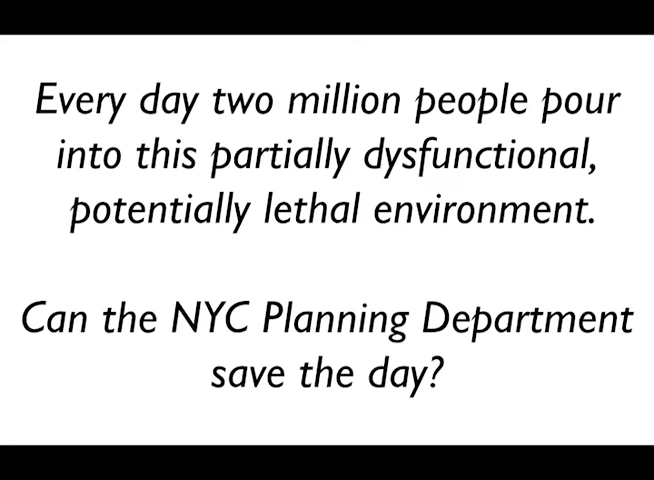 Every day two million people pour
into this partially dysfunctional,
potentially lethal environment.
Can the NYC Planning Department
save the day?